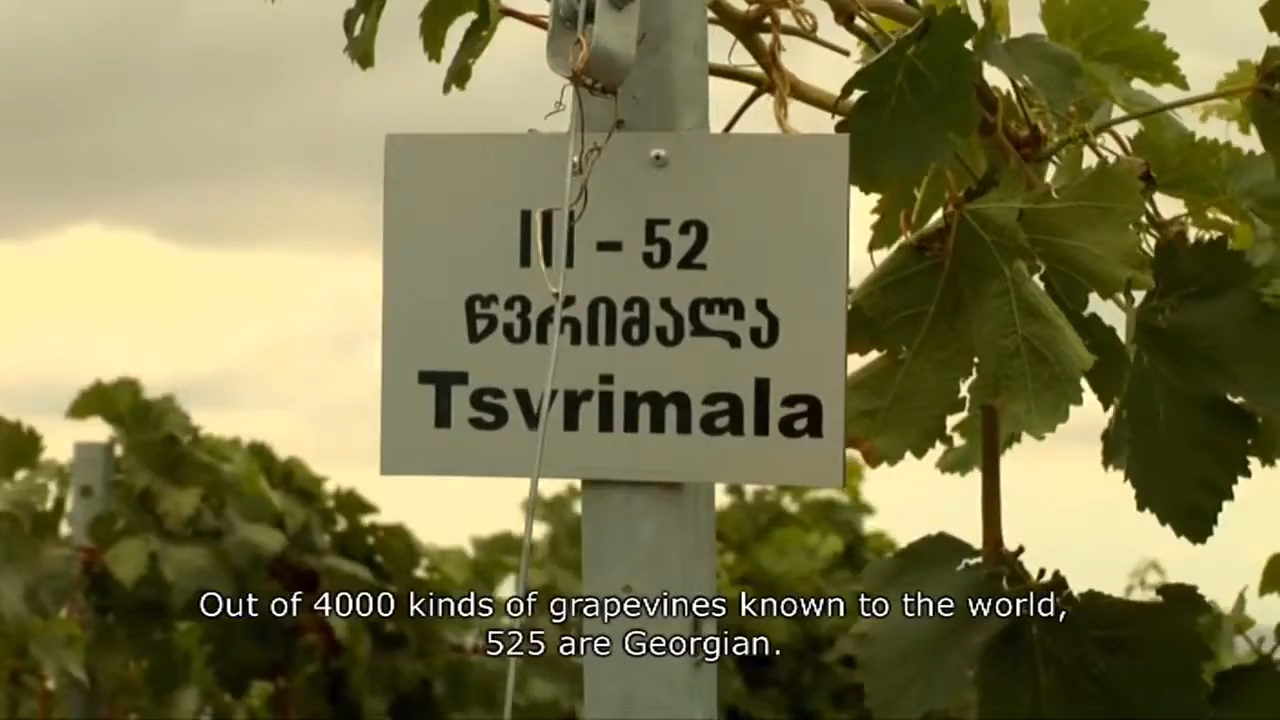 III – 52
წვრიმალა
Tsvrimala
Out of 4000 kinds of grapevines known to the world,
525 are Georgian.